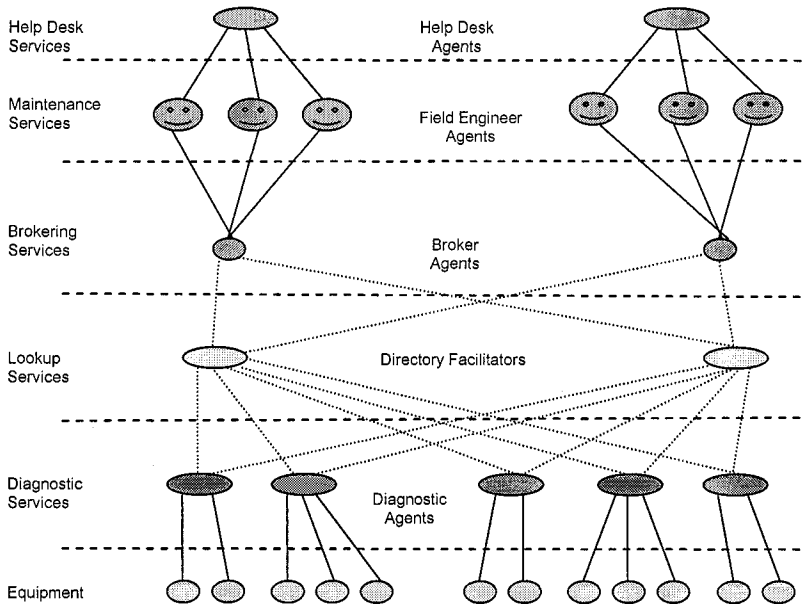 Help Desk
Services
Help Desk
Agents
Maintenance
Services
Field Engineer
Agents
Brokering
Services
Broker
Agents
Lookup
Services
Directory Facilitators
Diagnostic
Services
Diagnostic
Agents
Equipment